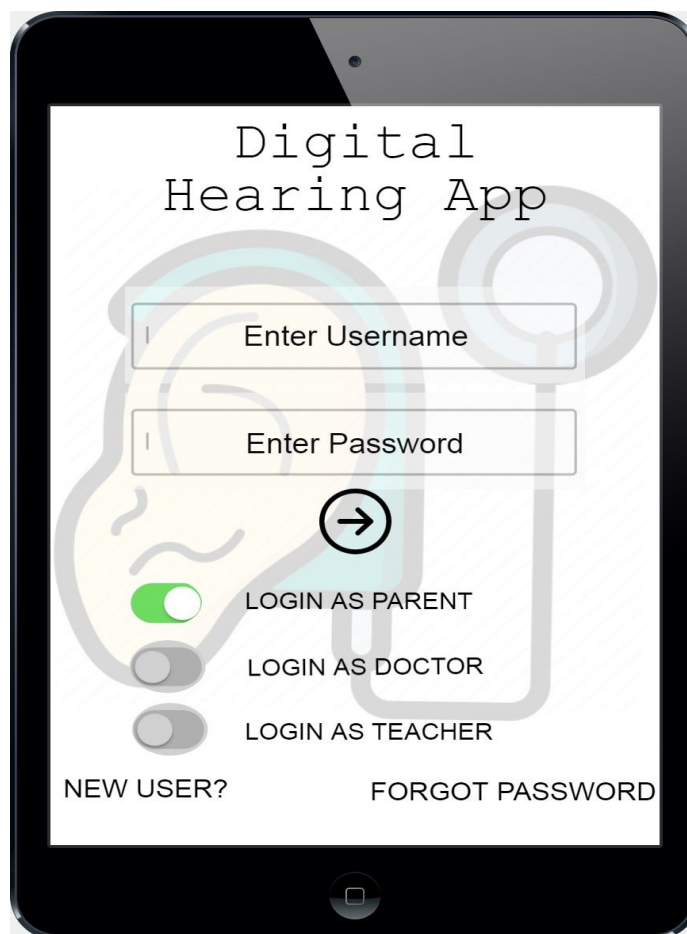 Digital
Hearing App
Enter Username
Enter Password
LOGIN AS PARENT
LOGIN AS DOCTOR
LOGIN AS TEACHER
NEW USER?
FORGOT PASSWORD